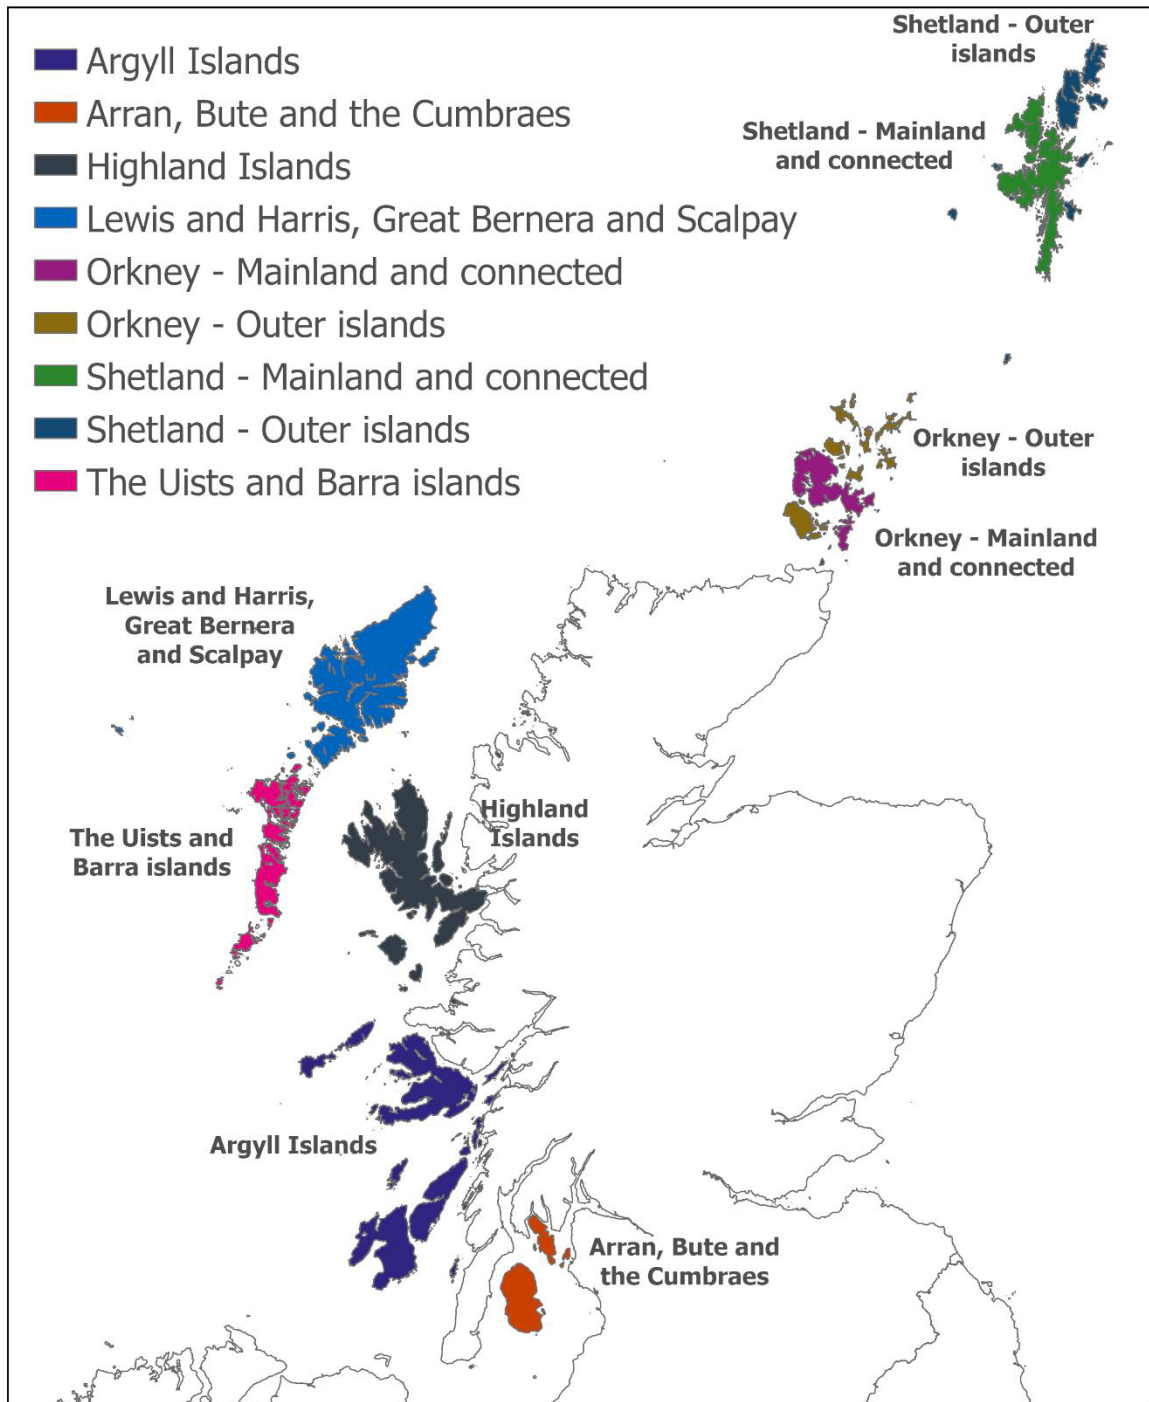 Argyll Islands
Arran, Bute and the Cumbraes
Highland Islands
Lewis and Harris, Great Bernera and Scalpay
Orkney - Mainland and connected
Orkney - Outer islands
Shetland - Mainland and connected
Shetland - Outer islands
The Uists and Barra islands
Shetland - Outer
islands
Shetland - Mainland
and connected
Orkney - Outer
islands
Orkney - Mainland
and connected
Lewis and Harris,
Great Bernera
and Scalpay
Highland
Islands
The Uists and
Barra islands
Argyll Islands
Arran, Bute and
the Cumbraes